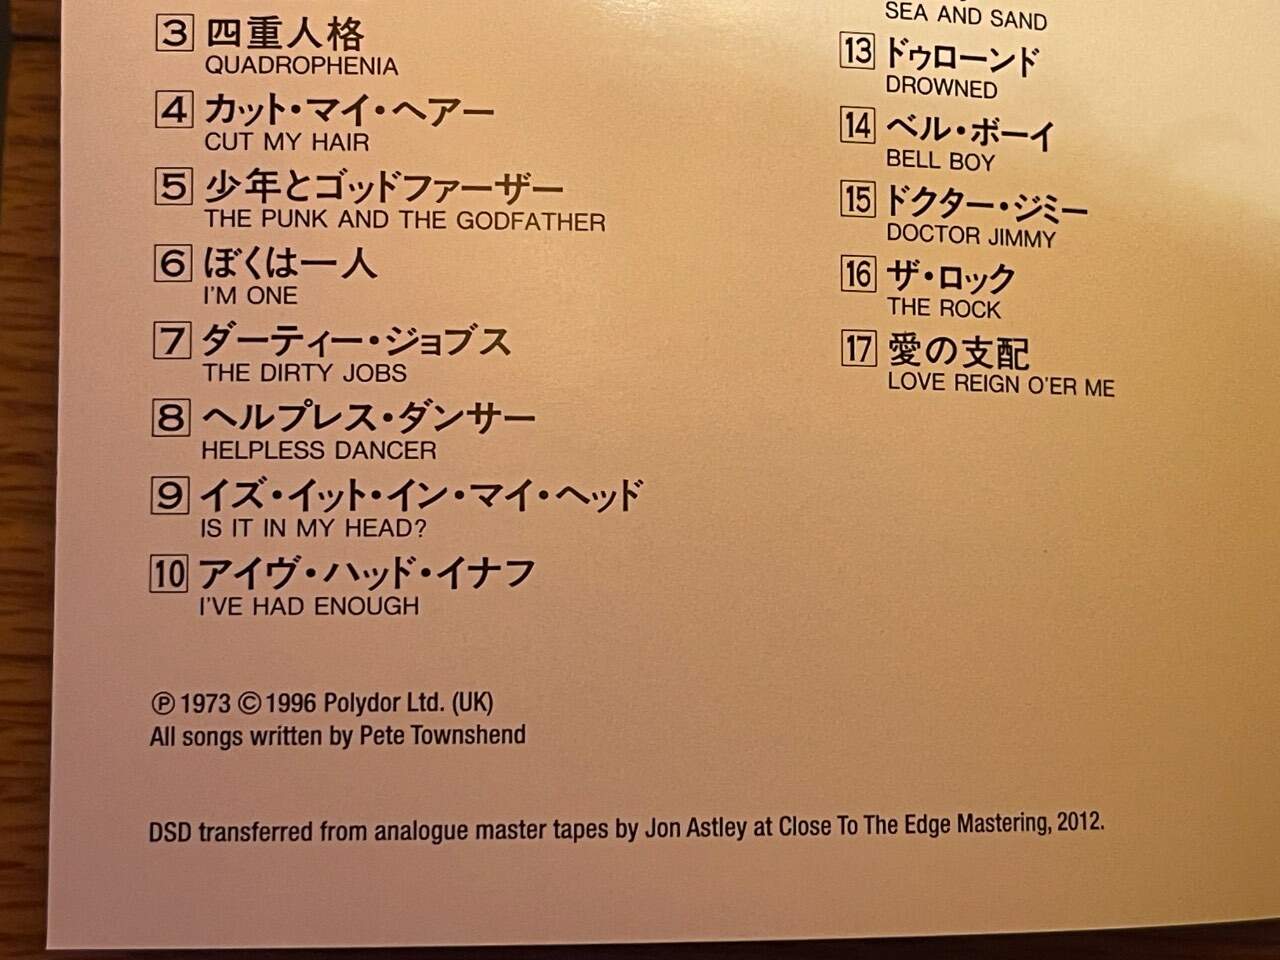 3 四重人格
QUADROPHENIA
4 カット・マイ・ヘアー
CUT MY HAIR
5 少年とゴッドファーザー
THE PUNK AND THE GODFATHER
6 ぼくは一人
I'M ONE
7 ダーティー・ジョブス
THE DIRTY JOBS
8 ヘルプレス・ダンサー
HELPLESS DANCER
9 イズ・イット・イン・マイ・ヘッド
IS IT IN MY HEAD?
10 アイヴ・ハッド・イナフ
I'VE HAD ENOUGH
SEA AND SAND
13 ドゥローンド
DROWNED
14 ベル・ボーイ
BELL BOY
15 ドクター・ジミー
DOCTOR JIMMY
16 ザ・ロック
THE ROCK
17 愛の支配
LOVE REIGN O'ER ME
Ⓟ 1973 © 1996 Polydor Ltd. (UK)
All songs written by Pete Townshend
DSD transferred from analogue master tapes by Jon Astley at Close To The Edge Mastering, 2012.